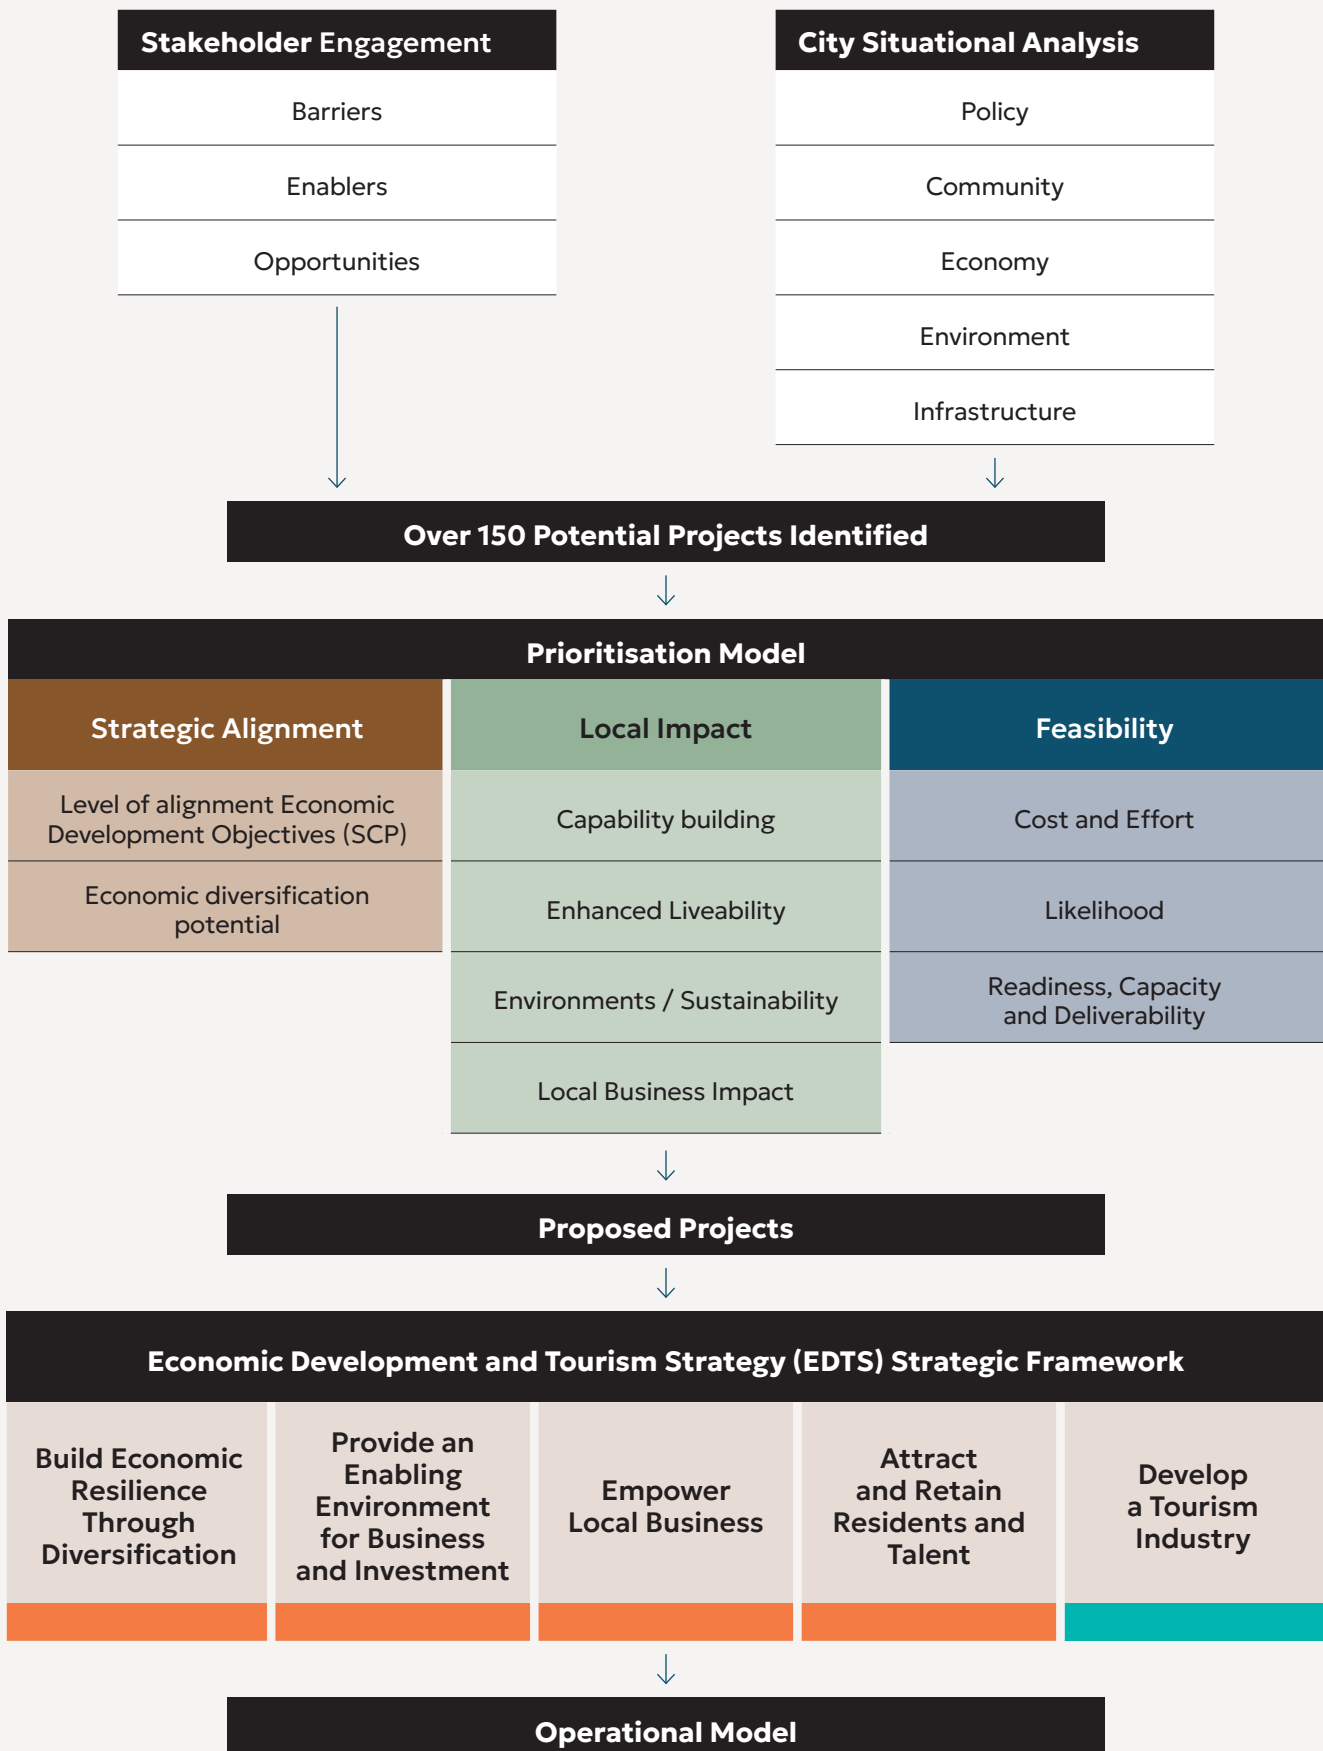 Stakeholder Engagement
Barriers
Enablers
Opportunities
City Situational Analysis
Policy
Community
Economy
Environment
Infrastructure
Over 150 Potential Projects Identified
Prioritisation Model
Strategic Alignment
Level of alignment Economic
Development Objectives (SCP)
Economic diversification
potential
Local Impact
Capability building
Enhanced Liveability
Environments / Sustainability
Local Business Impact
Feasibility
Cost and Effort
Likelihood
Readiness, Capacity
and Deliverability
Proposed Projects
Economic Development and Tourism Strategy (EDTS) Strategic Framework
Build Economic
Resilience
Through
Diversification
Provide an
Enabling
Environment
for Business
and Investment
Empower
Local Business
Attract
and Retain
Residents and
Talent
Develop
a Tourism
Industry
Operational Model